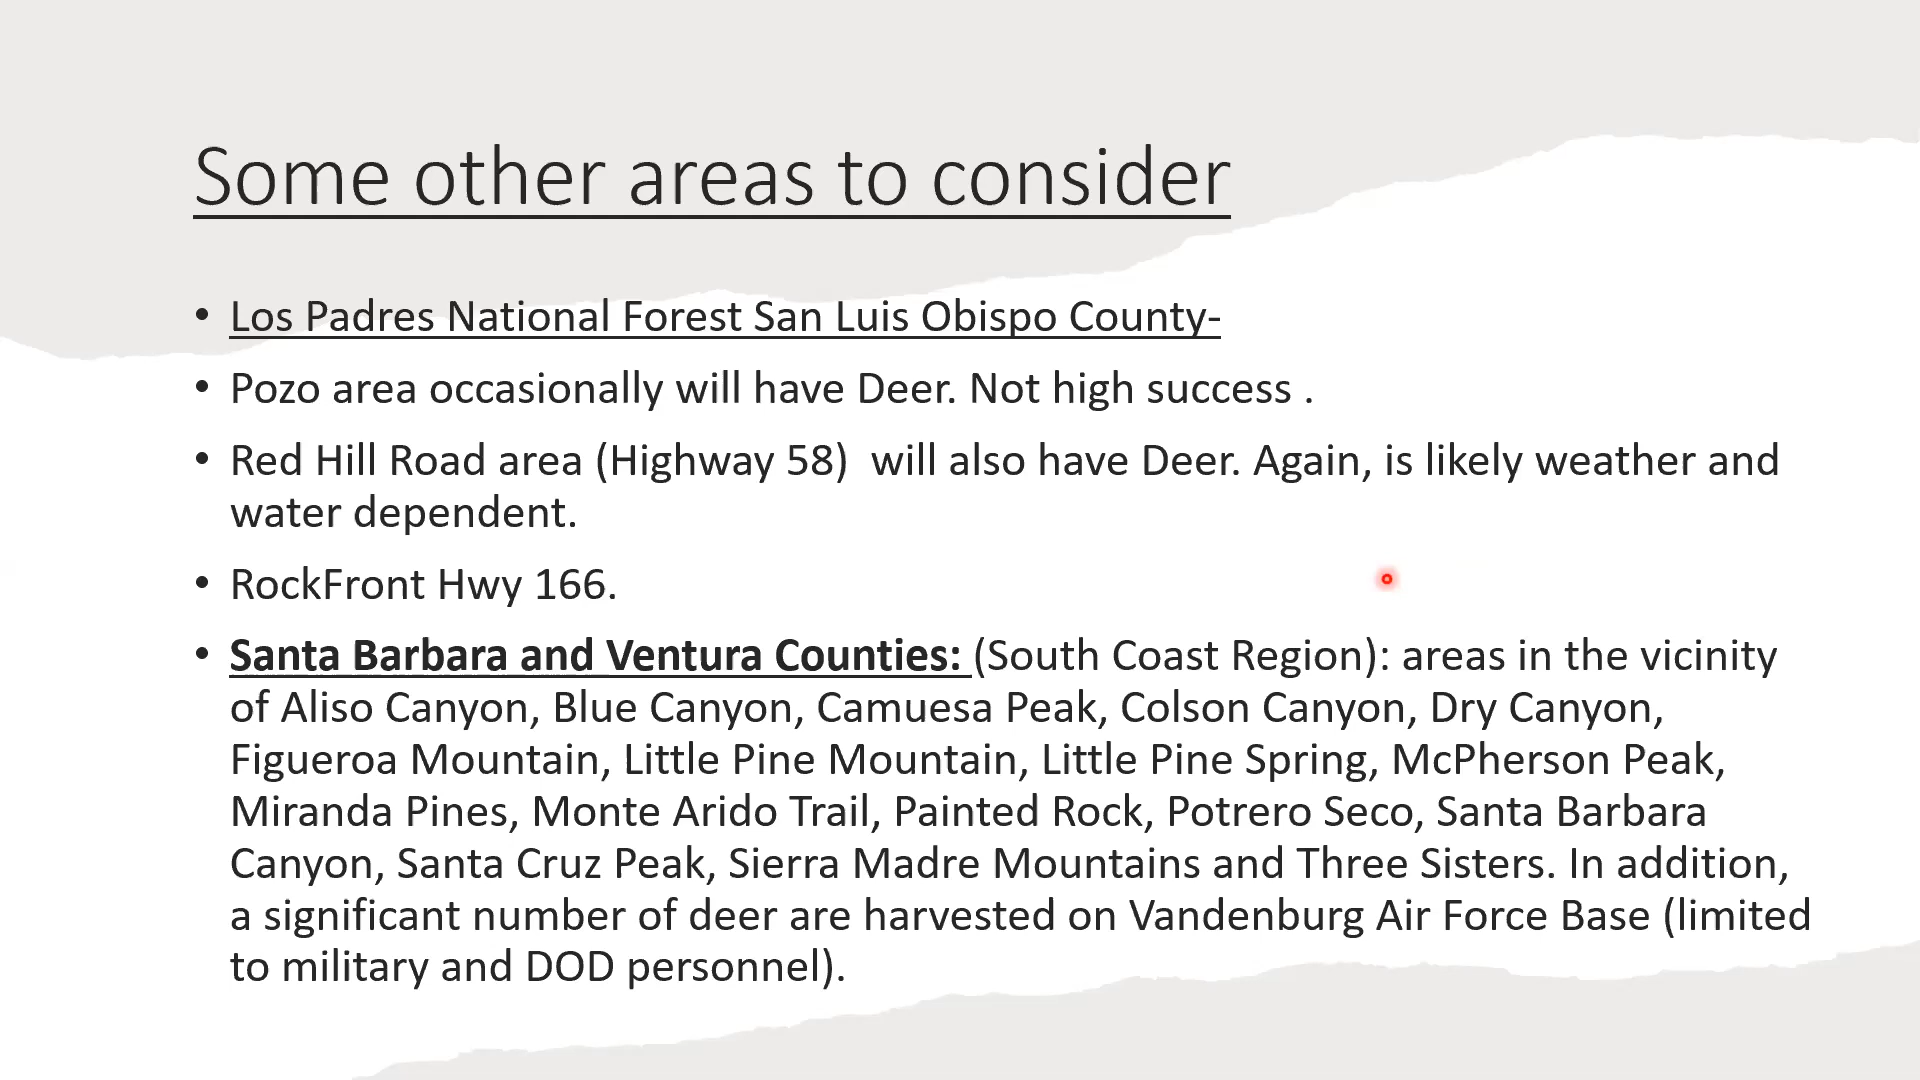 Some other areas to consider
• Los Padres National Forest San Luis Obispo County-
• Pozo area occasionally will have Deer. Not high success .
• Red Hill Road area (Highway 58)  will also have Deer. Again, is likely weather and
water dependent.
• RockFront Hwy 166.
• Santa Barbara and Ventura Counties: (South Coast Region): areas in the vicinity
of Aliso Canyon, Blue Canyon, Camuesa Peak, Colson Canyon, Dry Canyon,
Figueroa Mountain, Little Pine Mountain, Little Pine Spring, McPherson Peak,
Miranda Pines, Monte Arido Trail, Painted Rock, Potrero Seco, Santa Barbara
Canyon, Santa Cruz Peak, Sierra Madre Mountains and Three Sisters. In addition,
a significant number of deer are harvested on Vandenburg Air Force Base (limited
to military and DOD personnel).